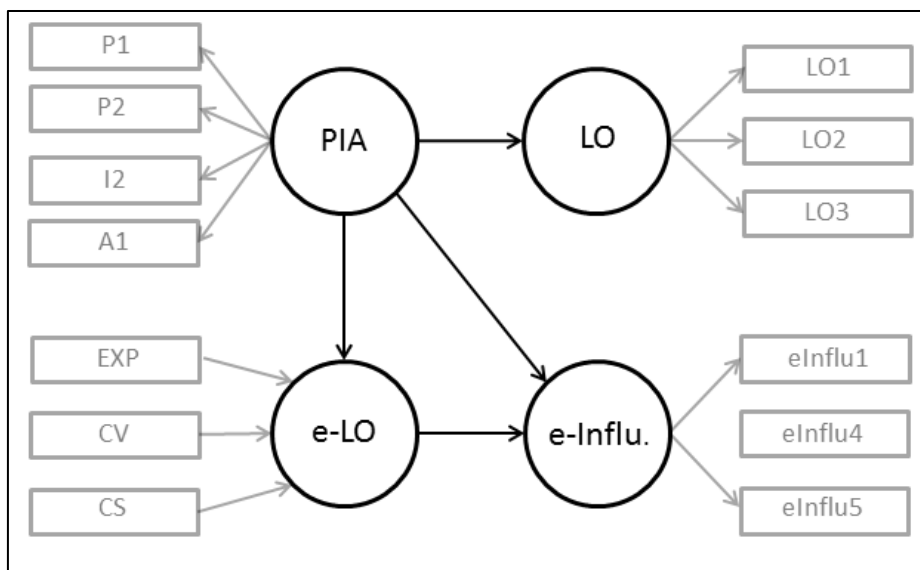 P1
P2
I2
A1
PIA
LO
LO1
LO2
LO3
EXP
CV
CS
e-LO
e-Influ.
eInflu1
eInflu4
eInflu5